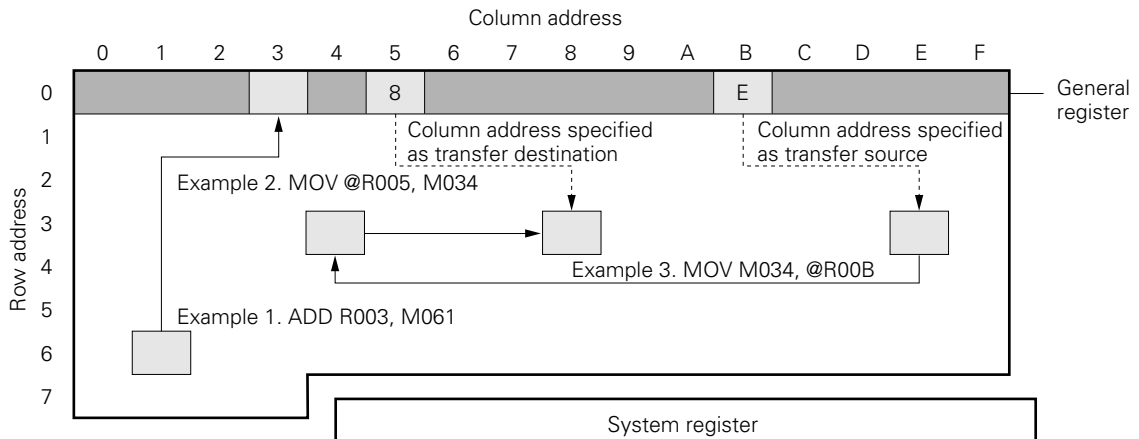 Column address
0 1 2 3 4 5 6 7 8 9 A B C D E F
0 8 E General
register
1 Column address specified Column address specified
as transfer destination as transfer source
2 Example 2. MOV @R005, M034
Row address
3
4 Example 3. MOV M034, @R00B
5 Example 1. ADD R003, M061
6
7
System register